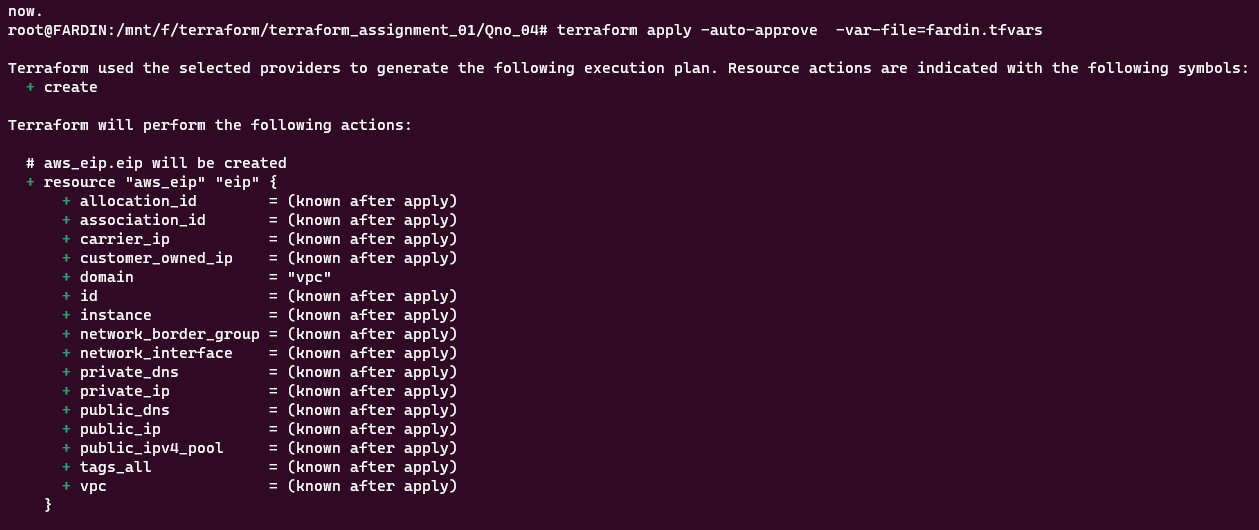 now.
root@FARDIN:/mnt/f/terraform/terraform_assignment_01/Qno_04# terraform apply -auto-approve  -var-file=fardin.tfvars
Terraform used the selected providers to generate the following execution plan. Resource actions are indicated with the following symbols:
  + create
Terraform will perform the following actions:
  # aws_eip.eip will be created
  + resource "aws_eip" "eip" {
      + allocation_id        = (known after apply)
      + association_id       = (known after apply)
      + carrier_ip           = (known after apply)
      + customer_owned_ip    = (known after apply)
      + domain               = "vpc"
      + id                   = (known after apply)
      + instance             = (known after apply)
      + network_border_group = (known after apply)
      + network_interface    = (known after apply)
      + private_dns          = (known after apply)
      + private_ip           = (known after apply)
      + public_dns           = (known after apply)
      + public_ip            = (known after apply)
      + public_ipv4_pool     = (known after apply)
      + tags_all             = (known after apply)
      + vpc                  = (known after apply)
    }